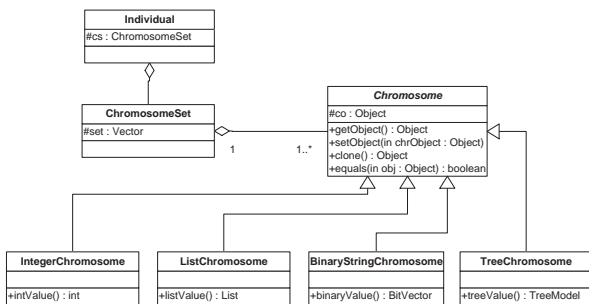 Individual
#cs : ChromosomeSet
ChromosomeSet
#set : Vector
1
1..*
Chromosome
#co : Object
+getObject() : Object
+setObject(in chrObject : Object)
+clone() : Object
+equals(in obj : Object) : boolean
IntegerChromosome
+intValue() : int
ListChromosome
+listValue() : List
BinaryStringChromosome
+binaryValue() : BitVector
TreeChromosome
+treeValue() : TreeModel